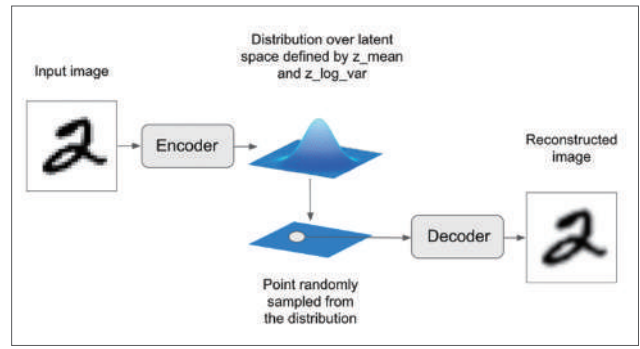 Distribution over latent
space defined by z_mean
and z_log_var
Input image
Encoder
Reconstructed
image
Decoder
Point randomly
sampled from
the distribution